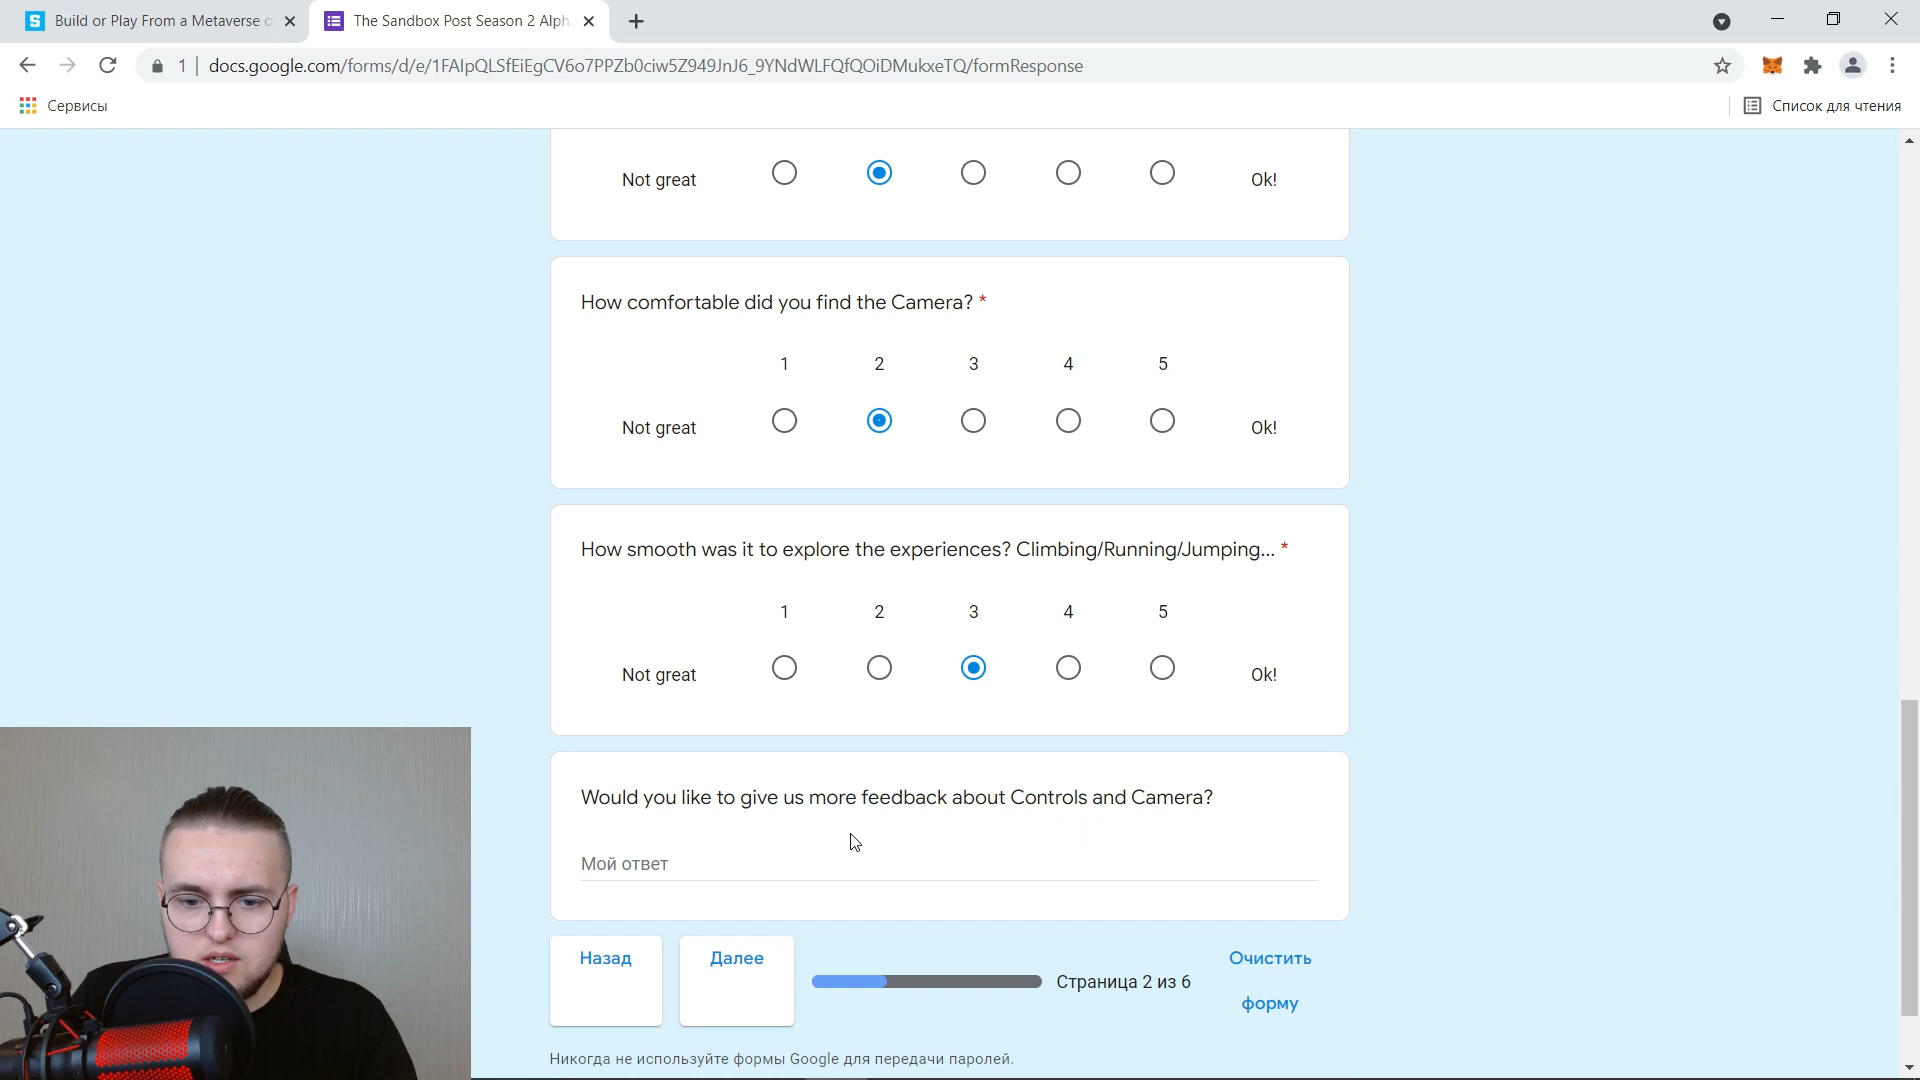 Build or Play From a Metaverse
The Sandbox Post Season 2 Alph
1 docs.google.com/forms/d/e/1FAIpQLSfEiEgCV6o7PPZb0ciw5Z949JnJ6_9YNdWLFQfQOiDMukxeTQ/formResponse
Сервисы
Список для чтения
Not great Ok!
How comfortable did you find the Camera? *
1 2 3 4 5
Not great Ok!
How smooth was it to explore the experiences? Climbing/Running/Jumping... *
1 2 3 4 5
Not great Ok!
Would you like to give us more feedback about Controls and Camera?
Мой ответ
Назад Далее Страница 2 из 6 Очистить
форму
Никогда не используйте формы Google для передачи паролей.